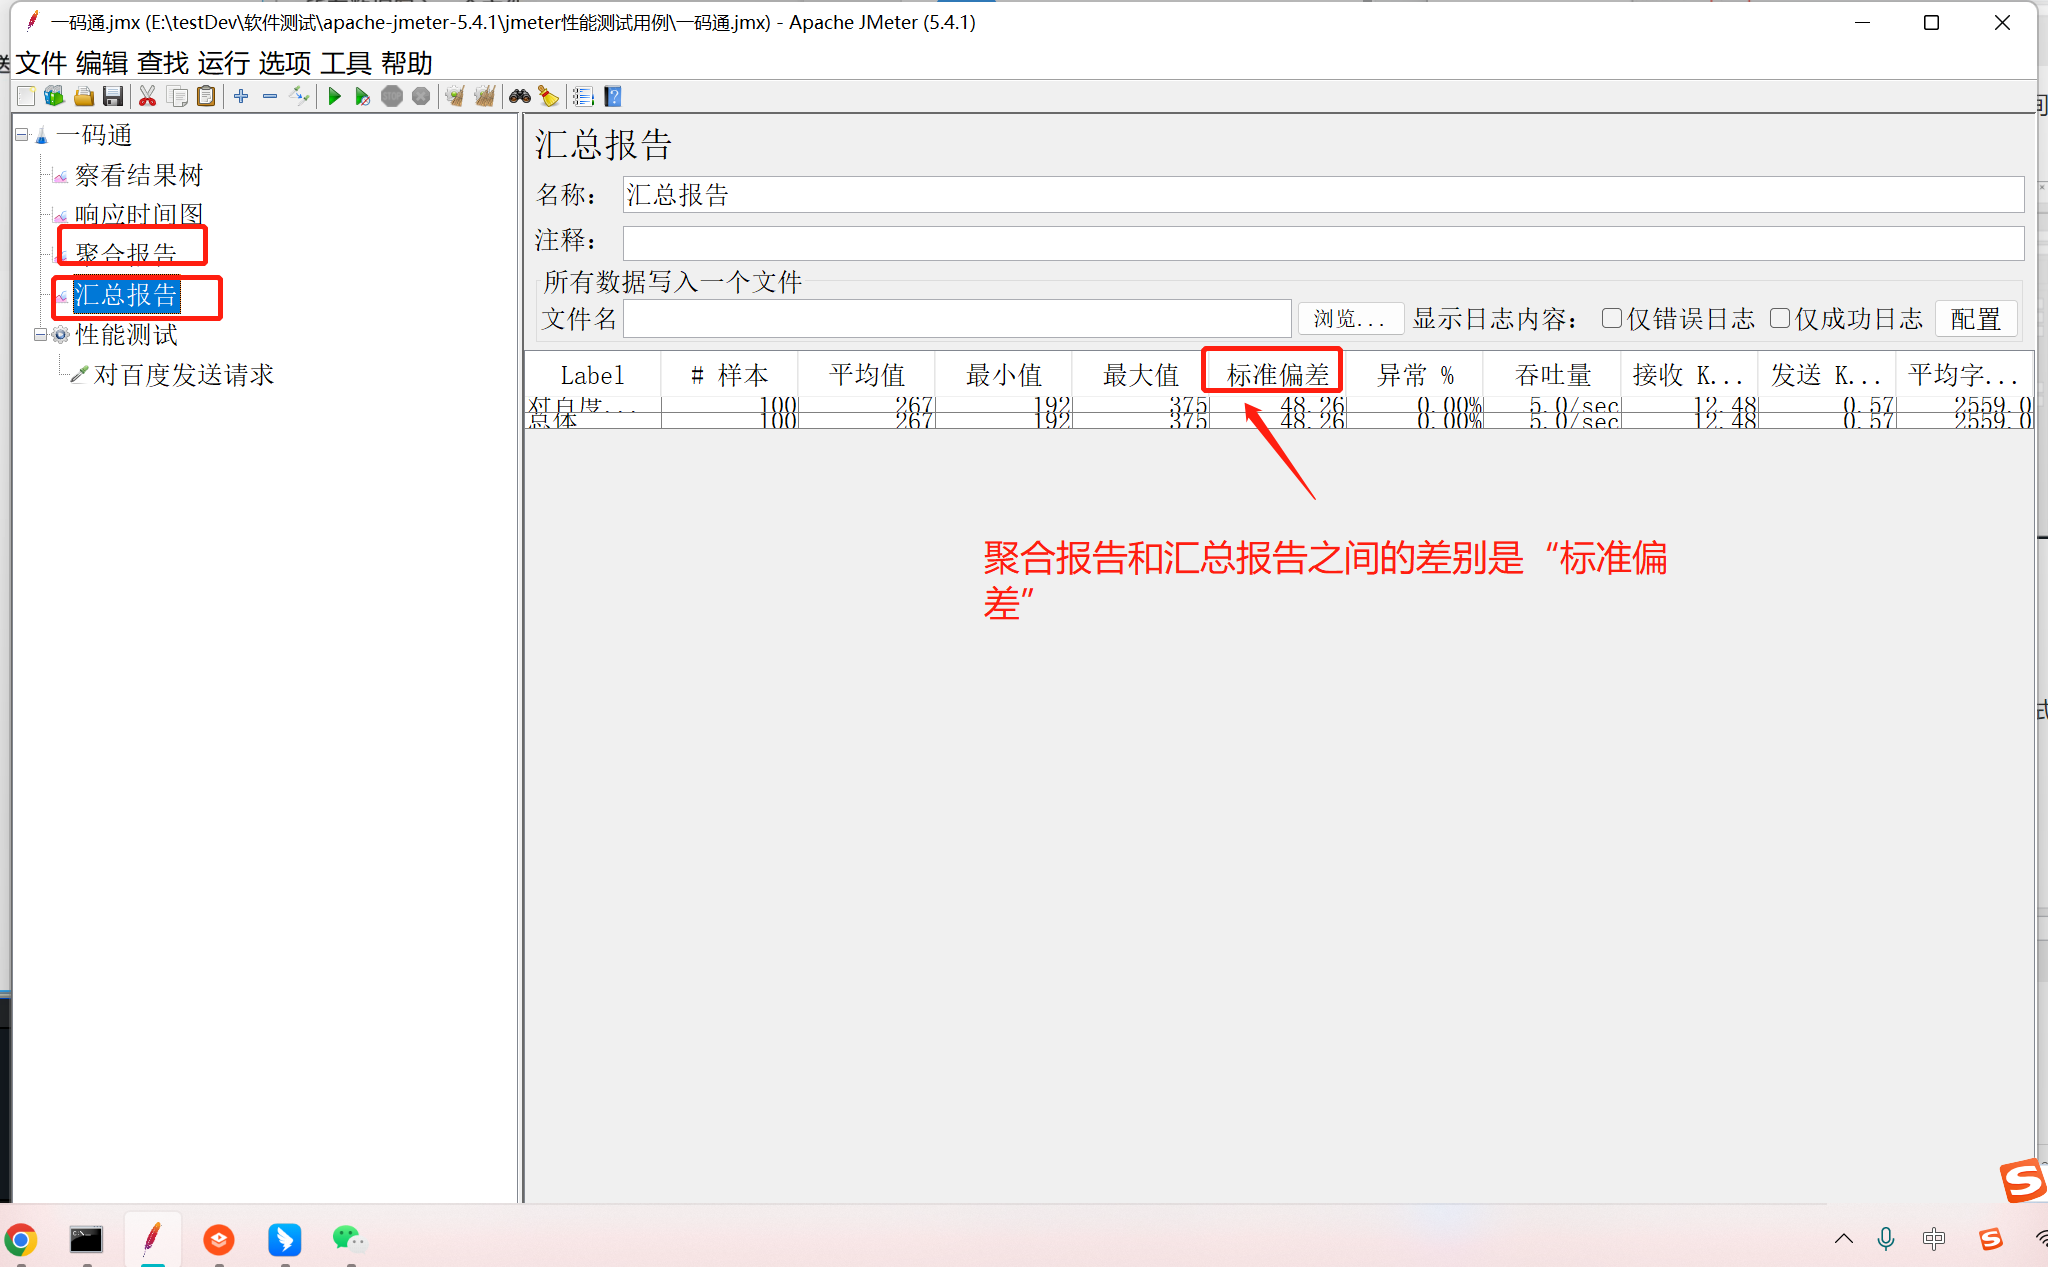 一码通.jmx (E:\testDev\软件测试\apache-jmeter-5.4.1\jmeter性能测试用例\一码通.jmx) - Apache JMeter (5.4.1)
文件 编辑 查找 运行 选项 工具 帮助
一码通
察看结果树
响应时间图
聚合报告
汇总报告
性能测试
对百度发送请求
汇总报告
名称： 汇总报告
注释：
所有数据写入一个文件
文件名 浏览... 显示日志内容： 仅错误日志 仅成功日志 配置
Label # 样本 平均值 最小值 最大值 标准偏差 异常 % 吞吐量 接收 K... 发送 K... 平均字...
对百度... 100 267 192 375 48.26 0.00% 5.0/sec 12.48 0.57 2559.0
总体 100 267 192 375 48.26 0.00% 5.0/sec 12.48 0.57 2559.0
聚合报告和汇总报告之间的差别是“标准偏
差”
中